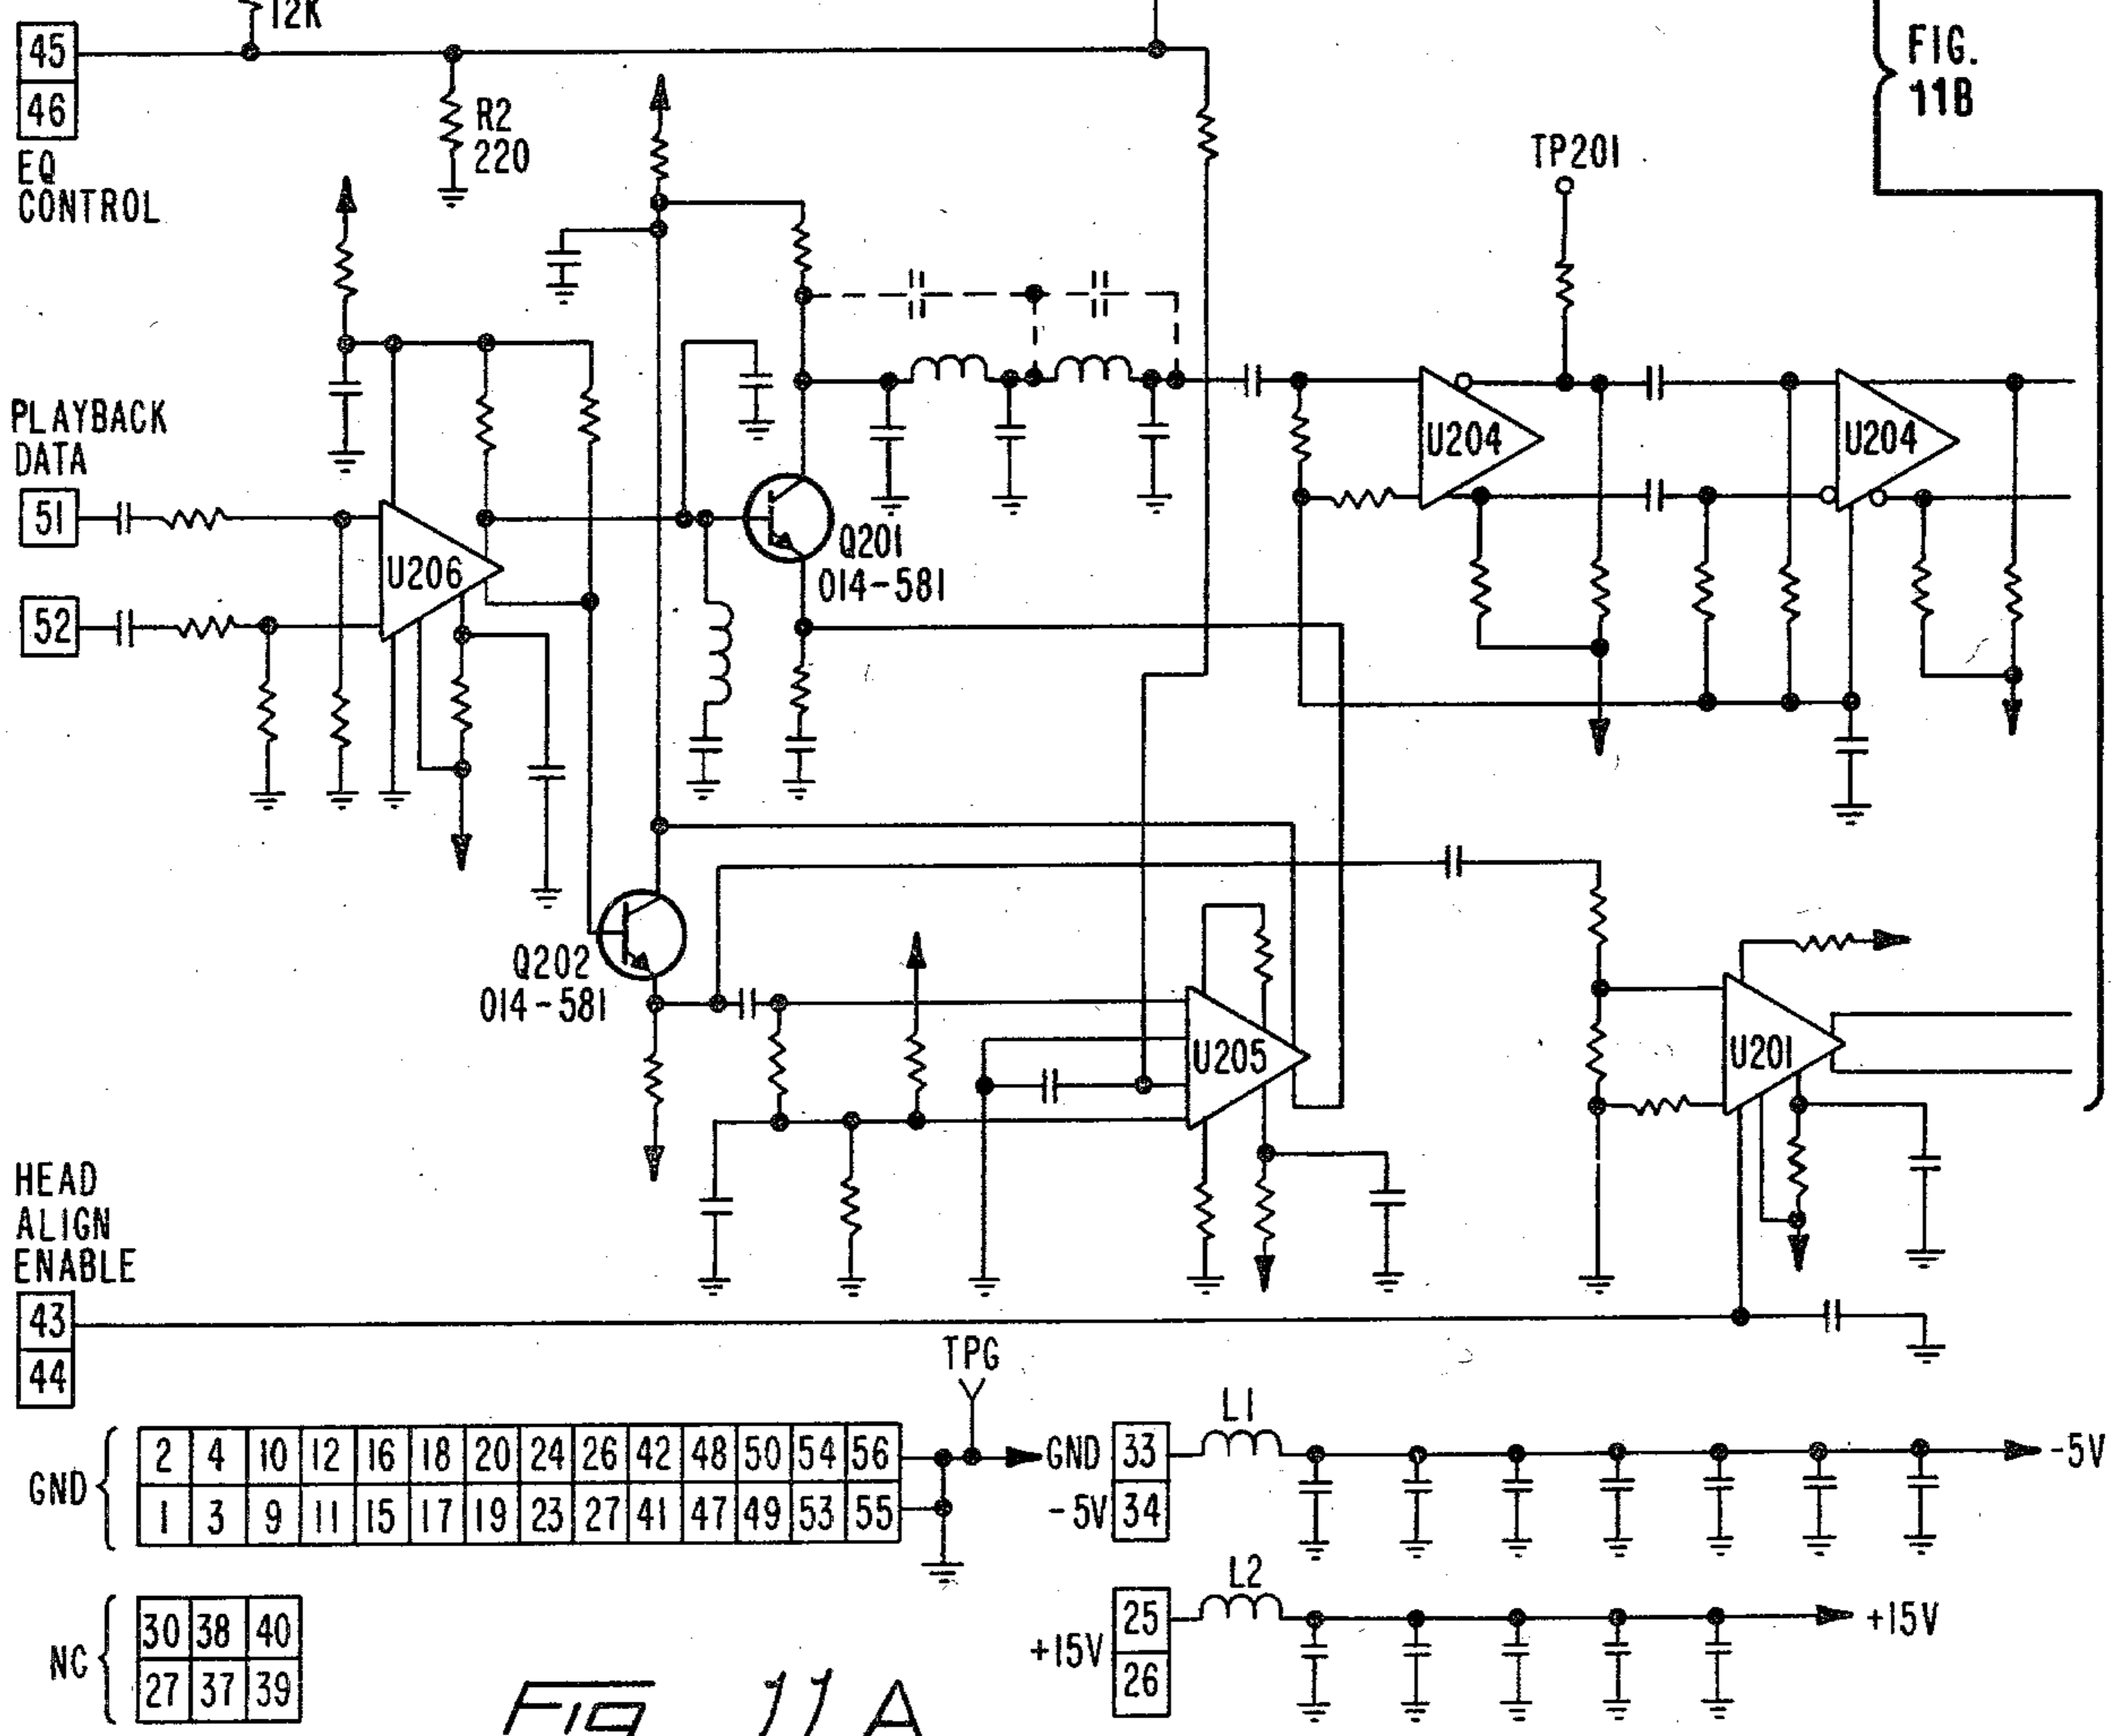 12K
45
46
EQ
CONTROL
R2
220
FIG.
11B
TP201
PLAYBACK
DATA
51
52
U206
Q201
014-581
U204
U204
Q202
014-581
U205
U201
HEAD
ALIGN
ENABLE
43
44
TPG
GND
2 4 10 12 16 18 20 24 26 42 48 50 54 56
1 3 9 11 15 17 19 23 27 41 47 49 53 55
GND 33
-5V 34
L1
-5V
NC
30 38 40
27 37 39
+15V
25
26
L2
+15V
Fig 11A